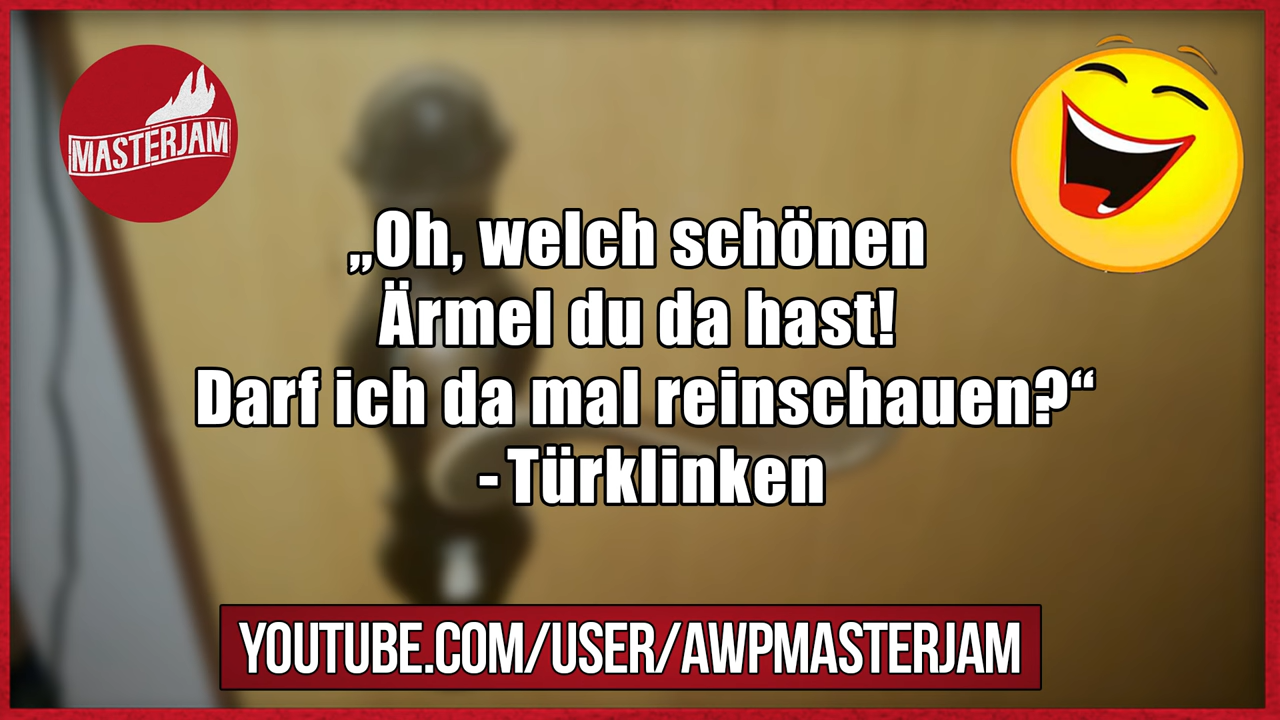 MASTERJAM
„Oh, welch schönen
Ärmel du da hast!
Darf ich da mal reinschauen?“
- Türklinken
YOUTUBE.COM/USER/AWPMASTERJAM